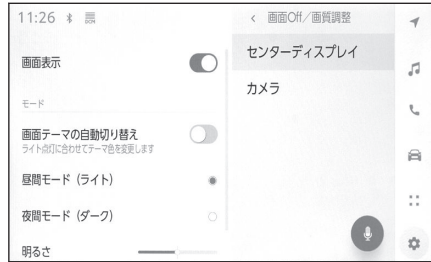 11:26
画面表示
モード
画面テーマの自動切り替え
ライト点灯に合わせてテーマ色を変更します
昼間モード（ライト）
夜間モード（ダーク）
明るさ
< 画面Off／画質調整
センターディスプレイ
カメラ